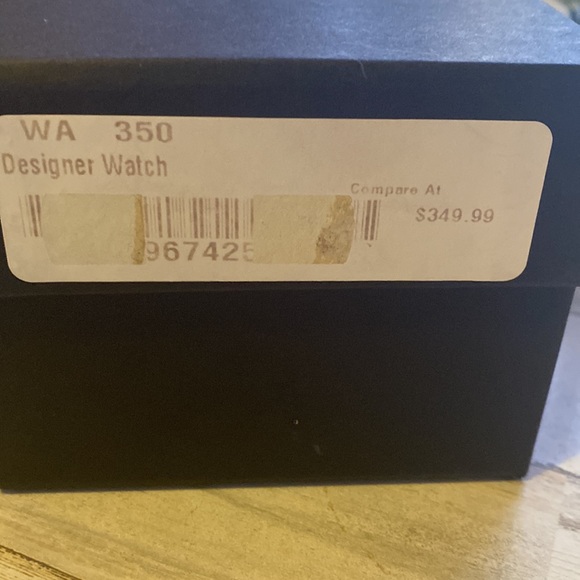 WA 350
Designer Watch
Compare At
$349.99
967425